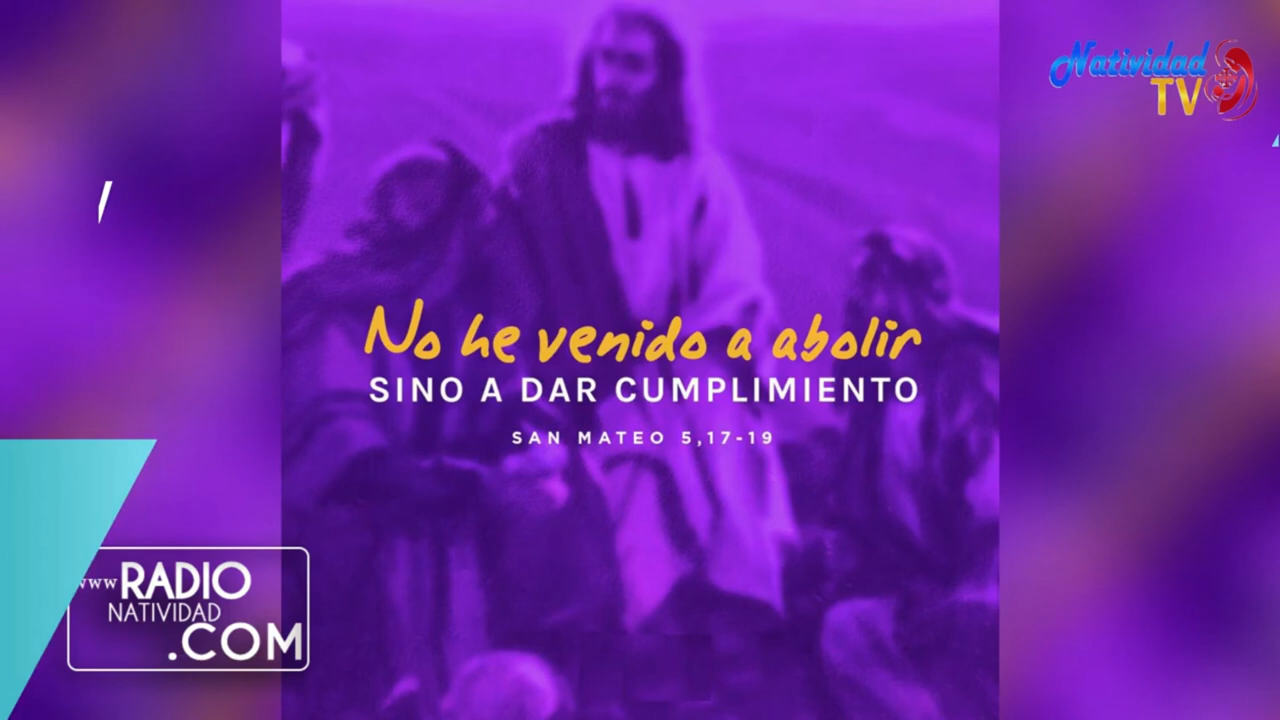 Natividad
TV
No he venido a abolir
SINO A DAR CUMPLIMIENTO
SAN MATEO 5,17-19
www RADIO
NATIVIDAD
.COM